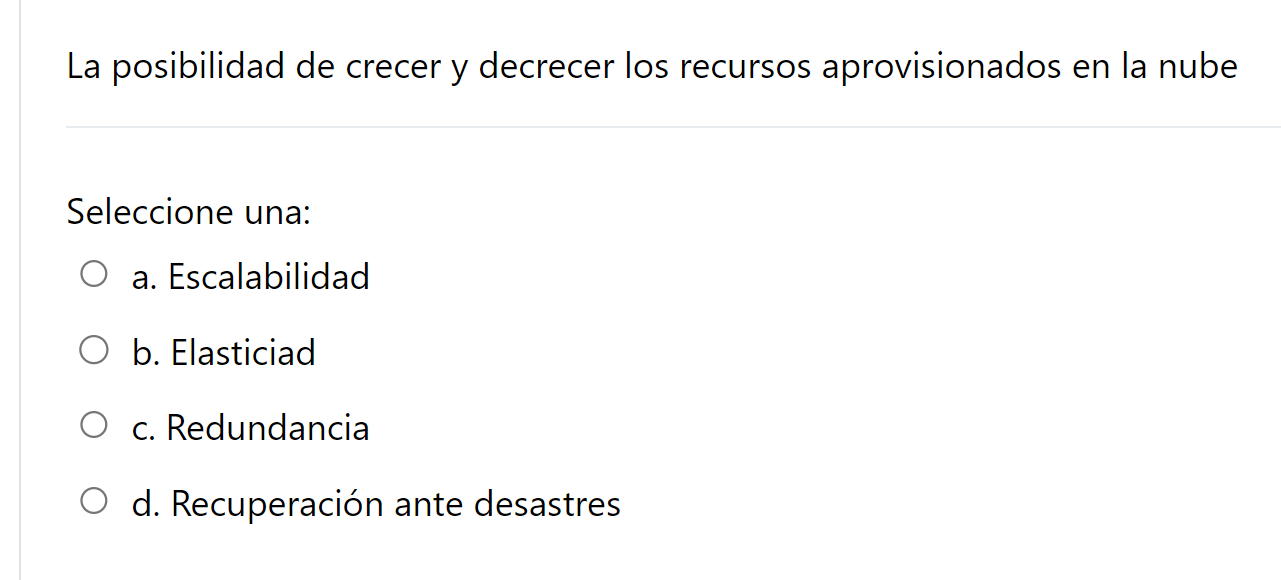 La posibilidad de crecer y decrecer los recursos aprovisionados en la nube
Seleccione una:
a. Escalabilidad
b. Elasticiad
c. Redundancia
d. Recuperación ante desastres